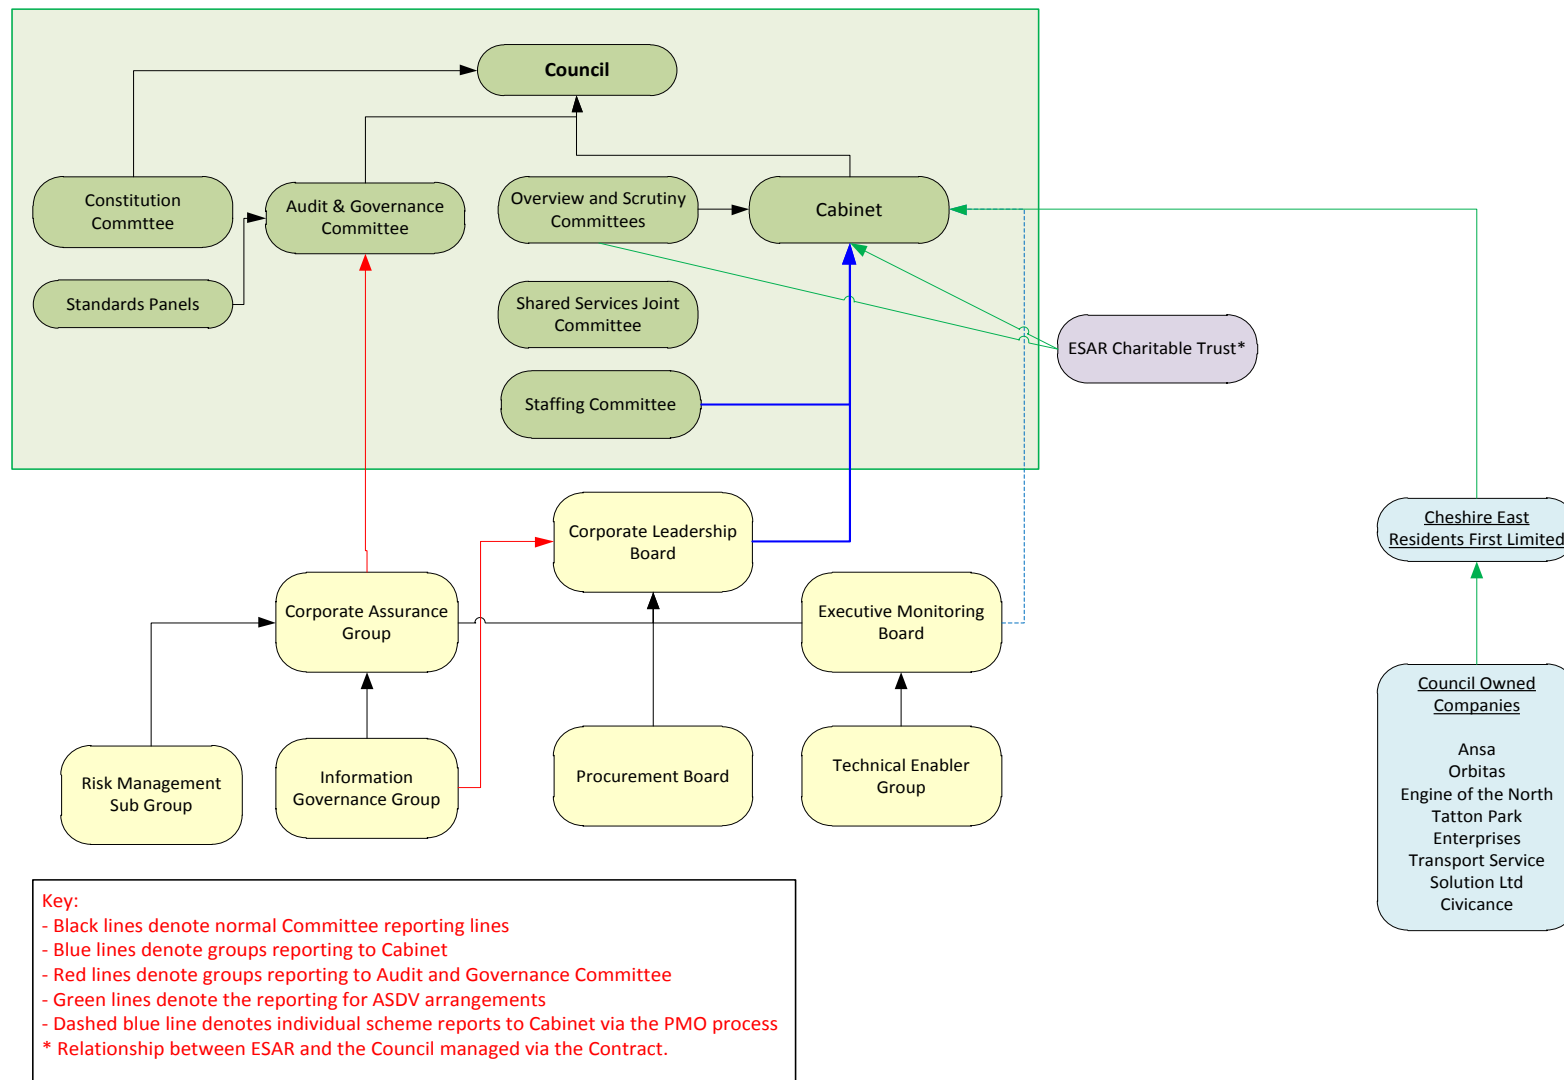 Council
Constitution
Commttee
Audit & Governance
Committee
Overview and Scrutiny
Committees
Cabinet
Standards Panels
Shared Services Joint
Committee
ESAR Charitable Trust*
Staffing Committee
Corporate Leadership
Board
Cheshire East
Residents First Limited
Corporate Assurance
Group
Executive Monitoring
Board
Risk Management
Sub Group
Information
Governance Group
Procurement Board
Technical Enabler
Group
Council Owned
Companies
Ansa
Orbitas
Engine of the North
Tatton Park
Enterprises
Transport Service
Solution Ltd
Civicance
Key:
- Black lines denote normal Committee reporting lines
- Blue lines denote groups reporting to Cabinet
- Red lines denote groups reporting to Audit and Governance Committee
- Green lines denote the reporting for ASDV arrangements
- Dashed blue line denotes individual scheme reports to Cabinet via the PMO process
* Relationship between ESAR and the Council managed via the Contract.